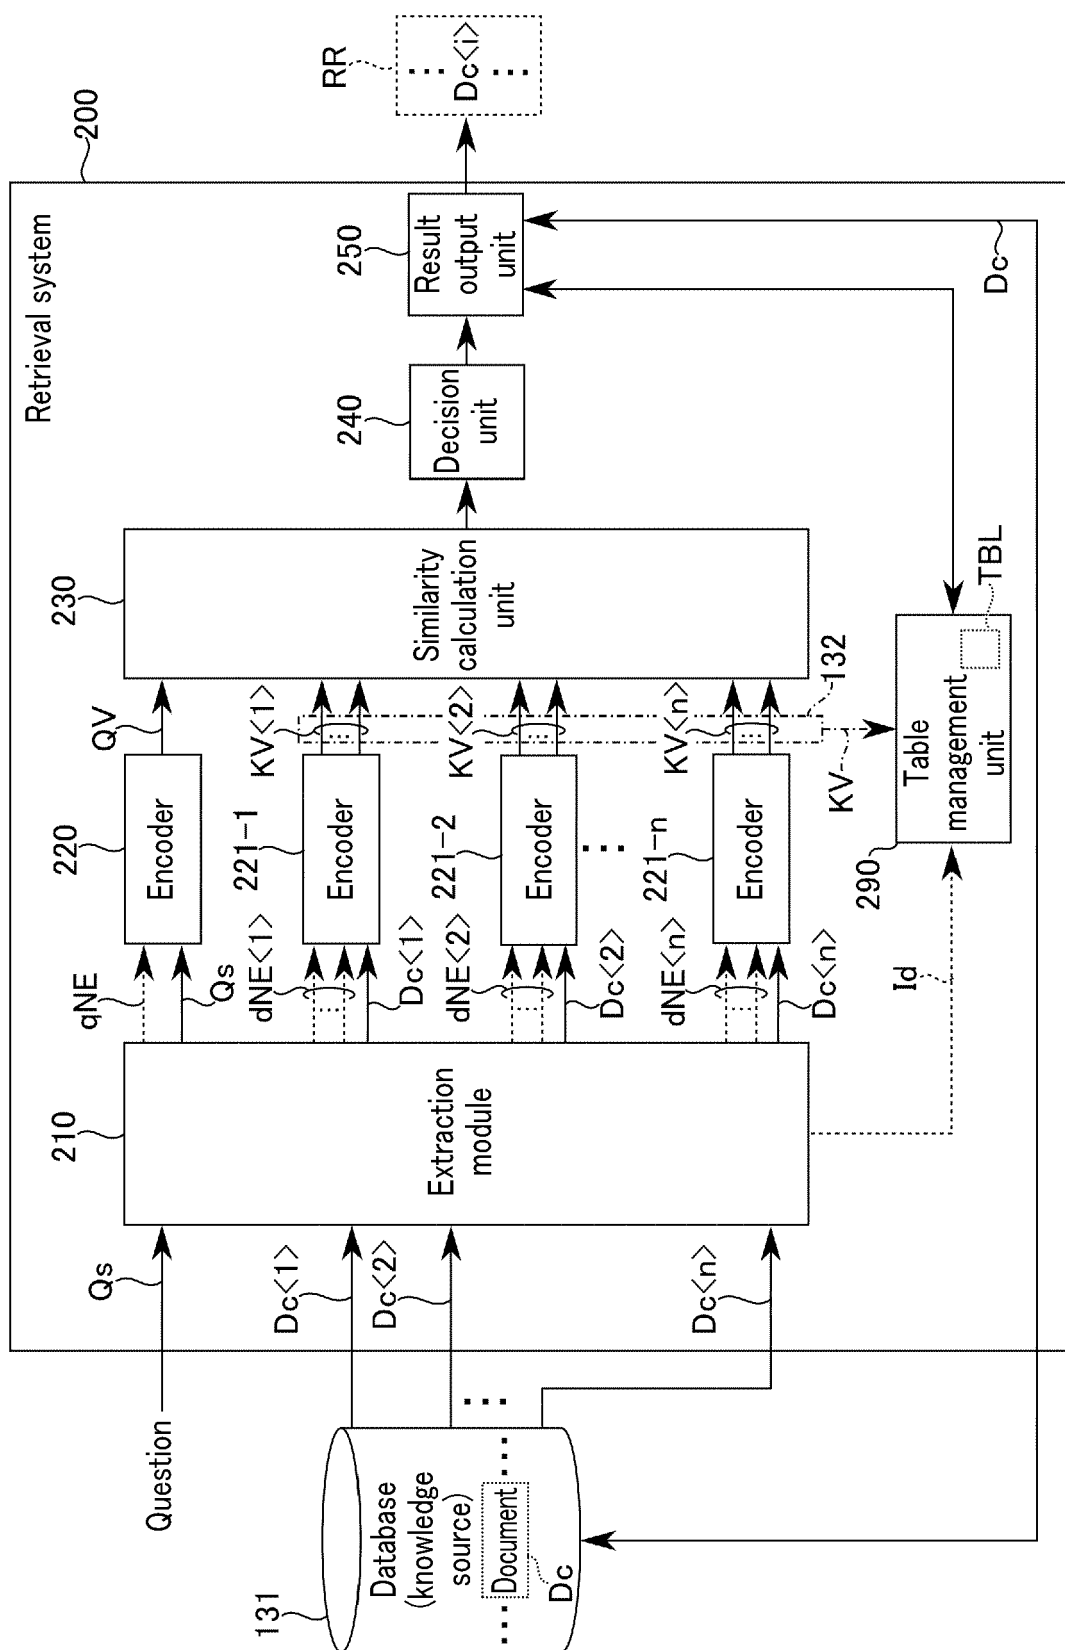 Retrieval system
200
Question
Qs
131
Database
(knowledge
source)
Document
Dc
Dc<1>
Dc<2>
Dc<n>
210
Extraction
module
qNE
Qs
dNE<1>
Dc<1>
dNE<2>
Dc<2>
dNE<n>
Dc<n>
Id
220
Encoder
221-1
Encoder
221-2
Encoder
221-n
Encoder
QV
KV<1>
KV<2>
KV<n>
132
KV
230
Similarity
calculation
unit
240
Decision
unit
250
Result
output
unit
RR
Dc<i>
290
Table
management
unit
TBL
Dc